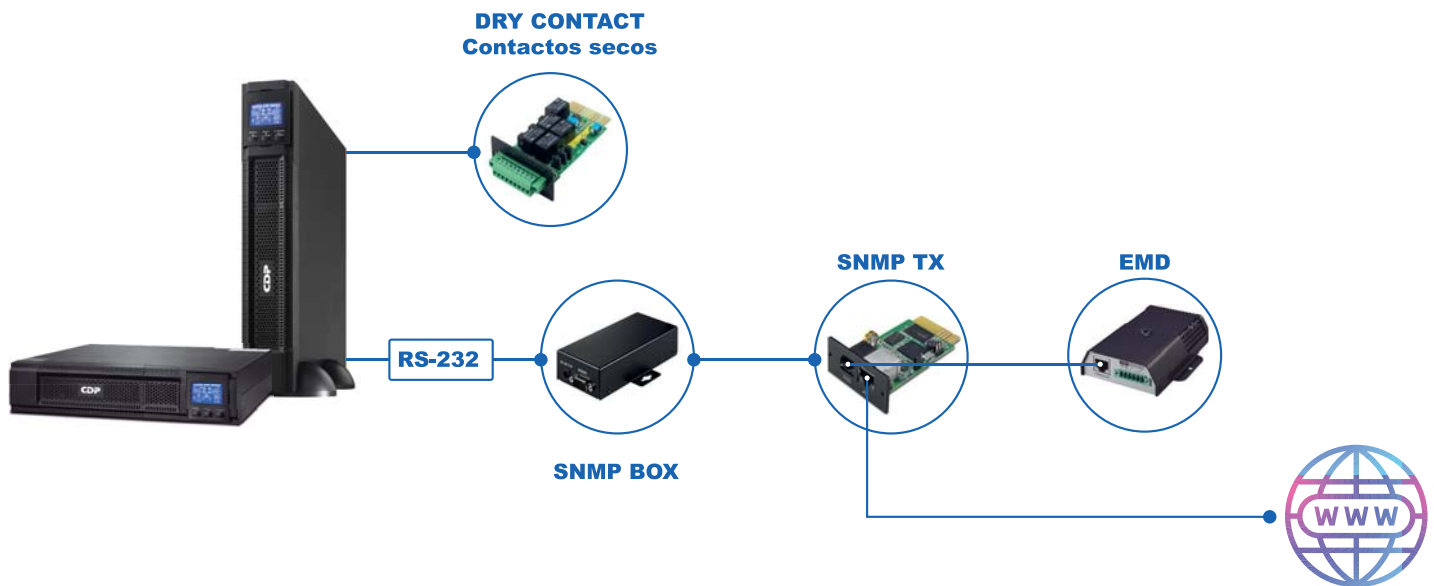 DRY CONTACT
Contactos secos
CDP
SNMP TX
EMD
RS-232
CDP
SNMP BOX
WWW